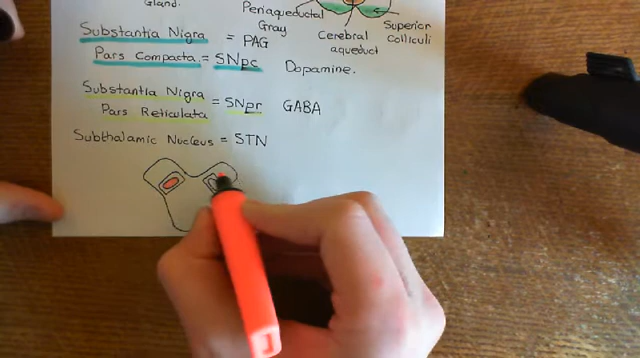 Gland.
Periaqueductal
Gray
Superior
Colliculi
Cerebral
aqueduct
Substantia Nigra = PAG
Pars Compacta = SNpc Dopamine.
Substantia Nigra
Pars Reticulata = SNpr GABA
Subthalamic Nucleus = STN